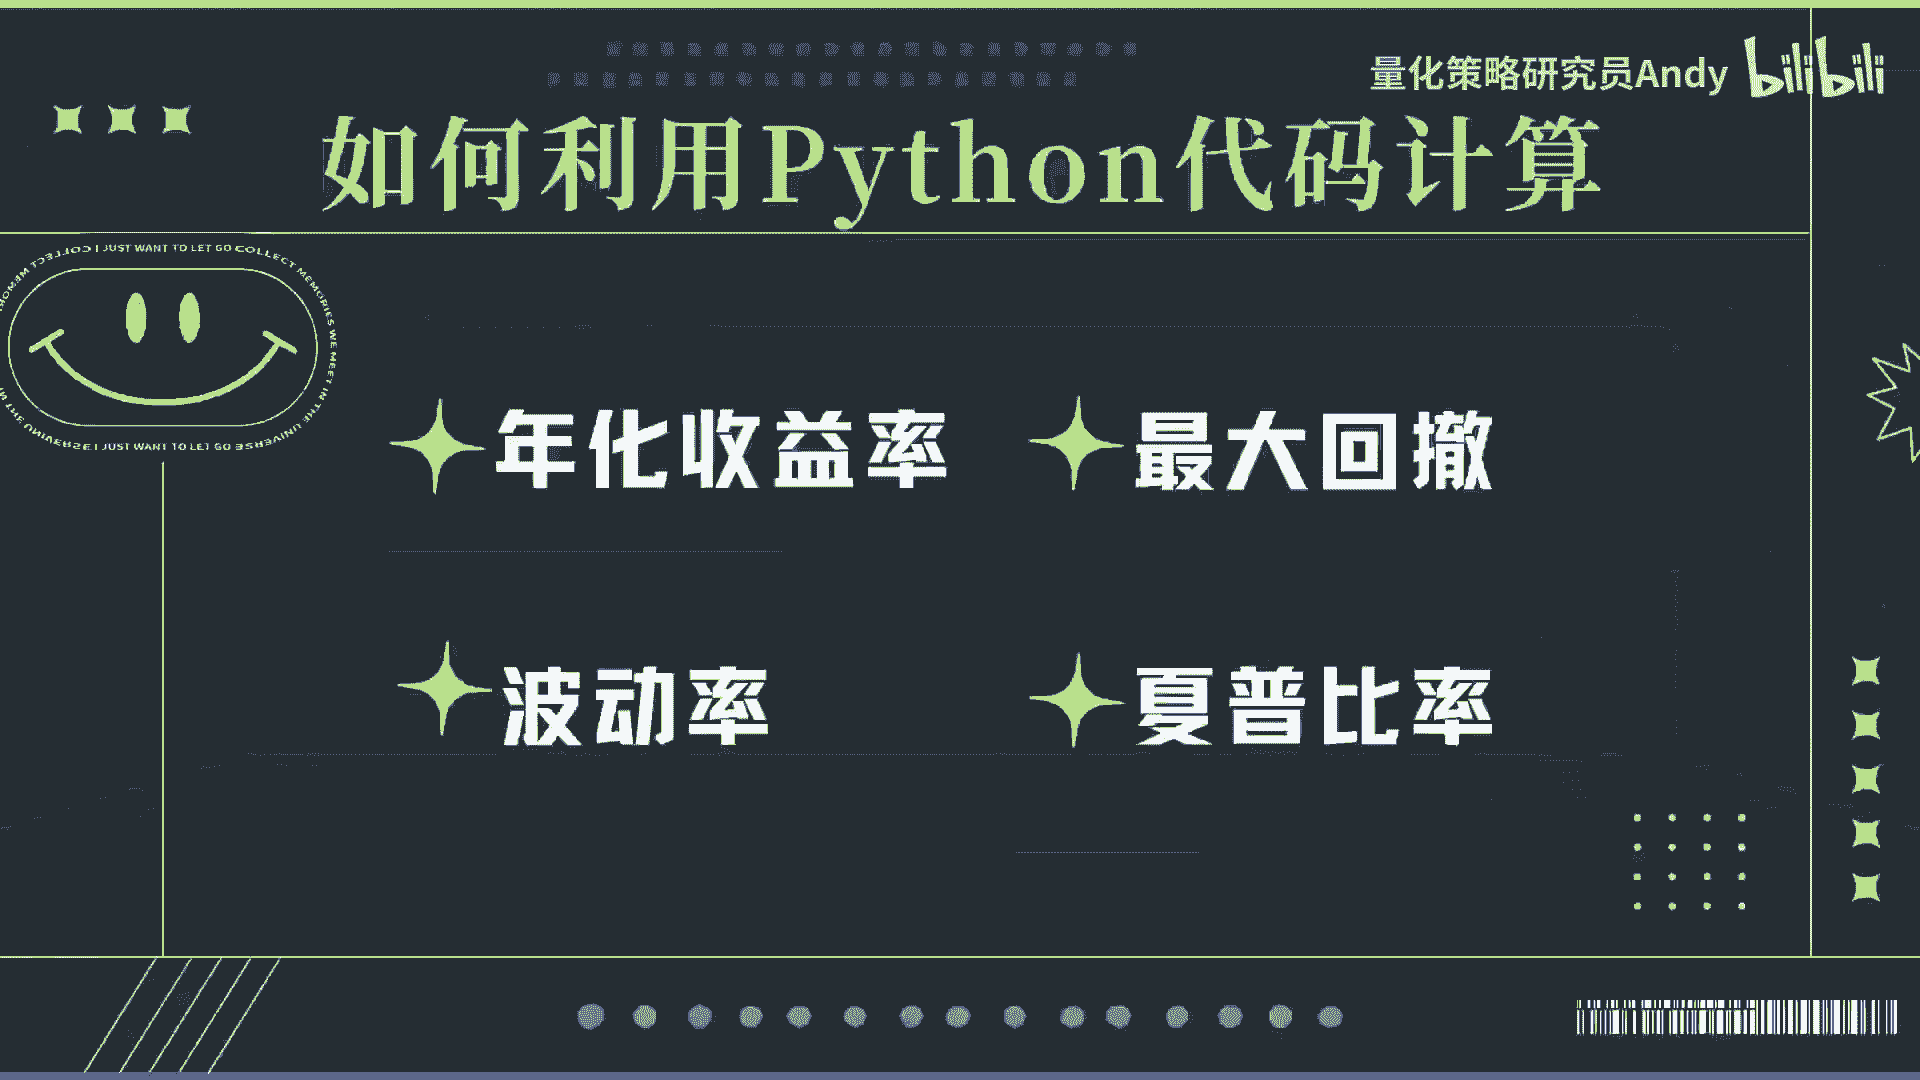 量化策略研究员Andy bilibili
如何利用Python代码计算
COLLECT I JUST WANT TO LET GO COLLECT MEMORIES WE MEET IN THE UNIVERSE I JUST WANT TO LET GO
年化收益率 最大回撤
波动率 夏普比率